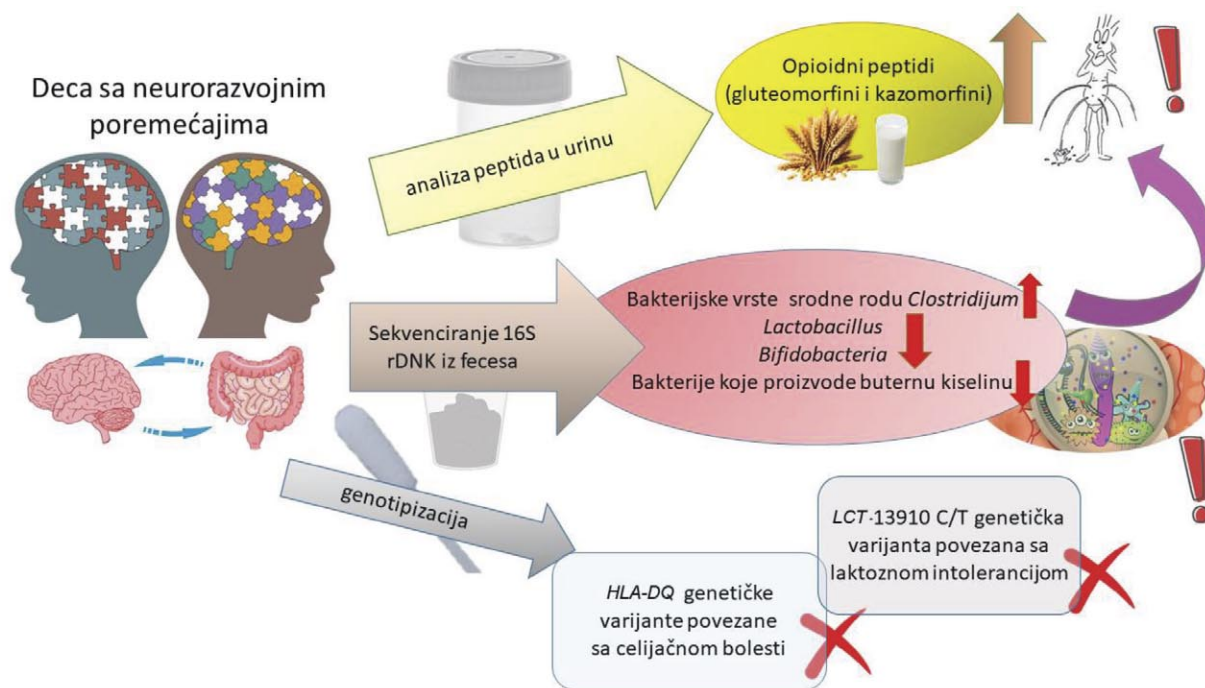 Deca sa neurorazvojnim
poremećajima
analiza peptida u urinu
Opioidni peptidi
(gluteomorfini i kazomorfini)
Sekvenciranje 16S
rDNK iz fecesa
Bakterijske vrste srodne rodu Clostridijum
Lactobacillus
Bifidobacteria
Bakterije koje proizvode buternu kiselinu
genotipizacija
LCT-13910 C/T genetička
varijanta povezana sa
laktoznom intolerancijom
HLA-DQ genetičke
varijante povezane
sa celijačnom bolesti